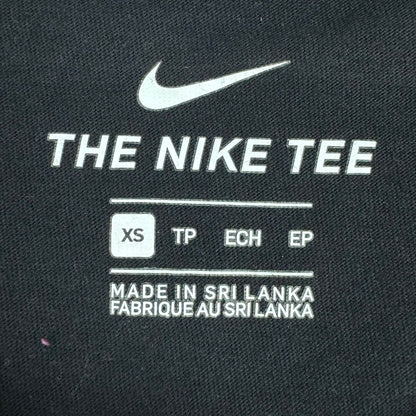 THE NIKE TEE
XS TP ECH EP
MADE IN SRI LANKA
FABRIQUE AU SRI LANKA